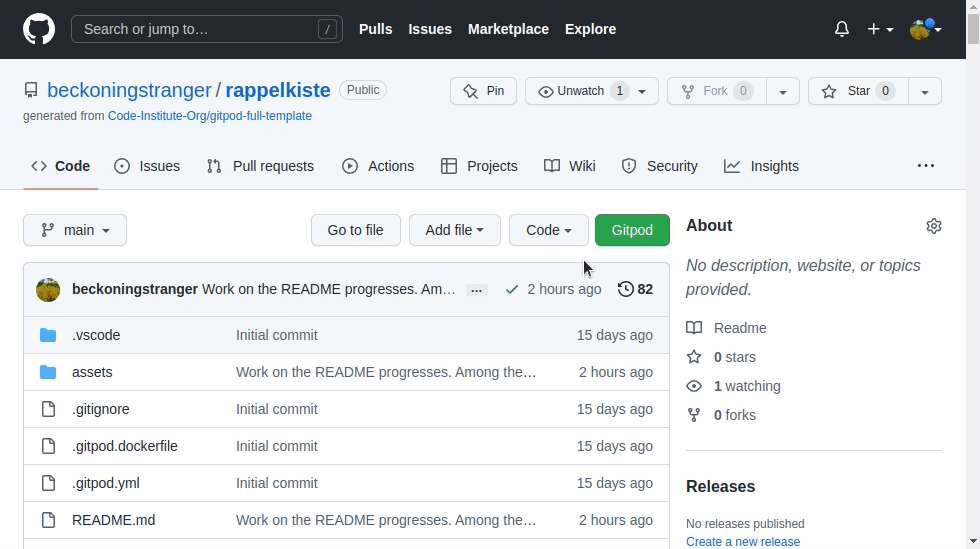 Search or jump to… / Pulls Issues Marketplace Explore
beckoningstranger / rappelkiste Public Pin Unwatch 1 Fork 0 Star 0
generated from Code-Institute-Org/gitpod-full-template
Code Issues Pull requests Actions Projects Wiki Security Insights
main Go to file Add file Code Gitpod
beckoningstranger Work on the README progresses. Am… … 2 hours ago 82
.vscode Initial commit 15 days ago
assets Work on the README progresses. Among the… 2 hours ago
.gitignore Initial commit 15 days ago
.gitpod.dockerfile Initial commit 15 days ago
.gitpod.yml Initial commit 15 days ago
README.md Work on the README progresses. Among the… 2 hours ago
About
No description, website, or topics
provided.
Readme
0 stars
1 watching
0 forks
Releases
No releases published
Create a new release